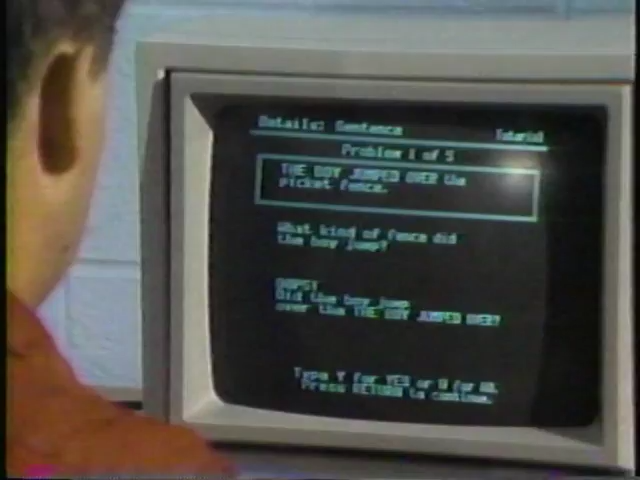 Details: Sentence Tutorial
Problem 1 of 5
THE BOY JUMPED OVER the
picket fence.
What kind of fence did
the boy jump?
OOPS!
Did the boy jump
over the THE BOY JUMPED OVER?
Type Y for YES or N for NO.
Press RETURN to continue.